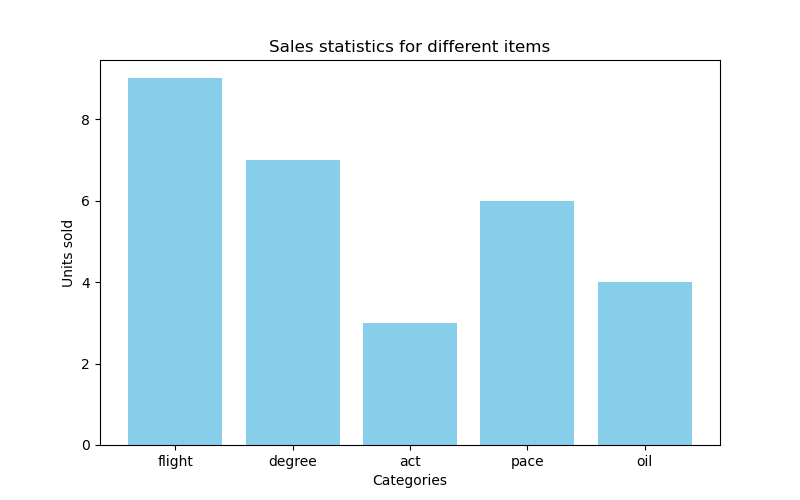 Sales statistics for different items
Units sold
8
6
4
2
0
flight degree act pace oil
Categories